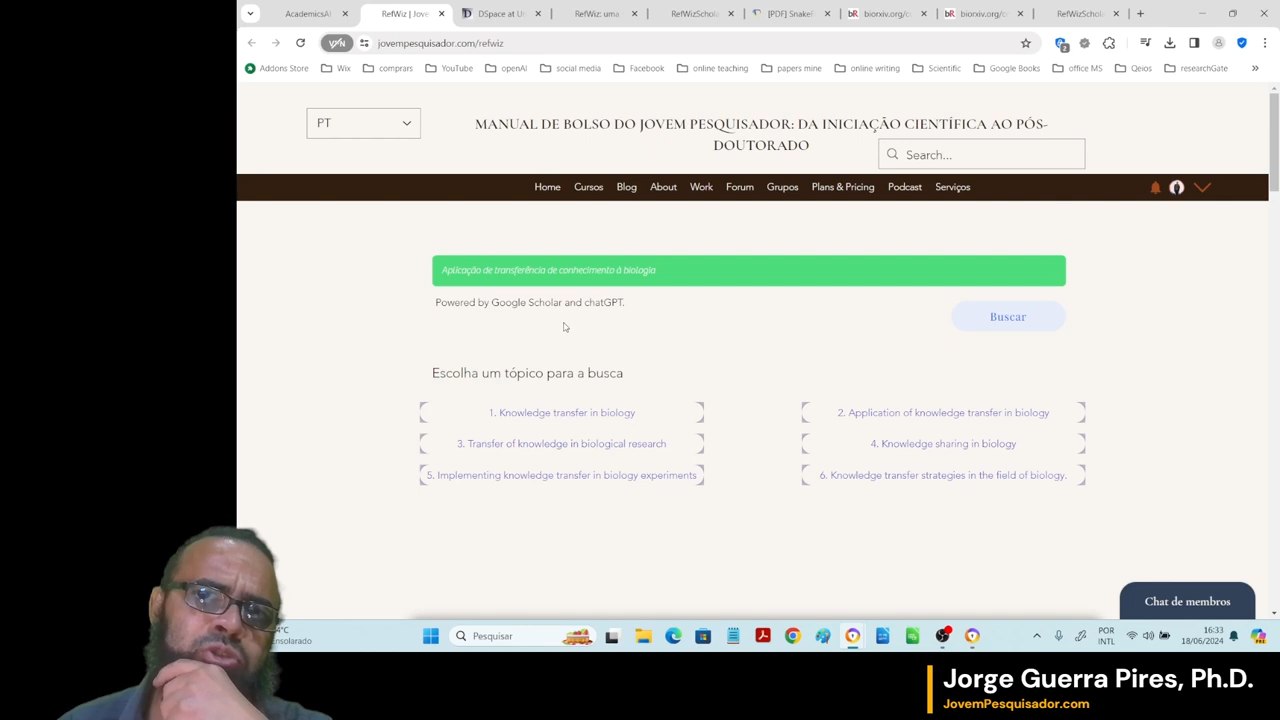 AcademicsAI
RefWiz | Jove
DSpace at Un
RefWiz: uma
RefWizSchola
[PDF] SnakeF
biorxiv.org/c
biorxiv.org/c
RefWizSchola
VPN
jovempesquisador.com/refwiz
2
Addons Store
Wix
comprars
YouTube
openAI
social media
Facebook
online teaching
papers mine
online writing
Scientific
Google Books
office MS
Qeios
researchGate
PT
MANUAL DE BOLSO DO JOVEM PESQUISADOR: DA INICIAÇÃO CIENTÍFICA AO PÓS-
DOUTORADO
Search...
Home Cursos Blog About Work Forum Grupos Plans & Pricing Podcast Serviços
Aplicação de transferência de conhecimento à biologia
Powered by Google Scholar and chatGPT.
Buscar
Escolha um tópico para a busca
1. Knowledge transfer in biology
2. Application of knowledge transfer in biology
3. Transfer of knowledge in biological research
4. Knowledge sharing in biology
5. Implementing knowledge transfer in biology experiments
6. Knowledge transfer strategies in the field of biology.
Chat de membros
4°C
Ensolarado
Pesquisar
POR
INTL
16:33
18/06/2024
Jorge Guerra Pires, Ph.D.
JovemPesquisador.com